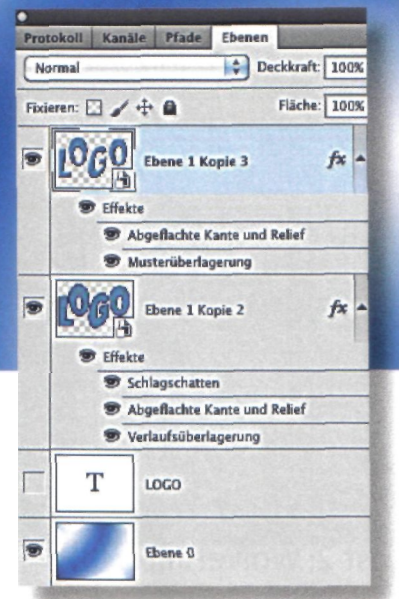 Protokoll Kanäle Pfade Ebenen
Normal Deckkraft: 100%
Fixieren: Fläche: 100%
LOGO Ebene 1 Kopie 3 fx
Effekte
Abgeflachte Kante und Relief
Musterüberlagerung
LOGO Ebene 1 Kopie 2 fx
Effekte
Schlagschatten
Abgeflachte Kante und Relief
Verlaufsüberlagerung
T LOGO
Ebene 0